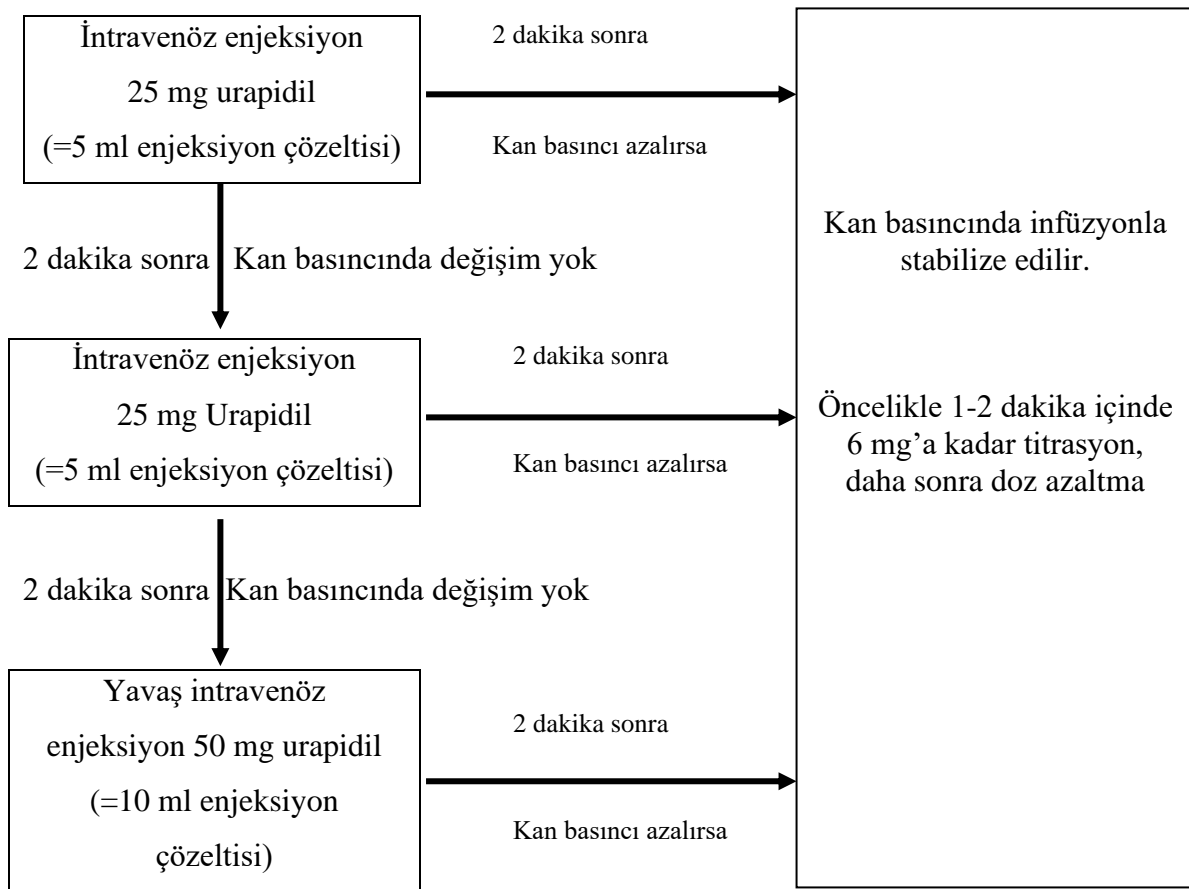 İntravenöz enjeksiyon
25 mg urapidil
(=5 ml enjeksiyon çözeltisi)
2 dakika sonra
Kan basıncı azalırsa
2 dakika sonra
Kan basıncında değişim yok
İntravenöz enjeksiyon
25 mg Urapidil
(=5 ml enjeksiyon çözeltisi)
2 dakika sonra
Kan basıncı azalırsa
2 dakika sonra
Kan basıncında değişim yok
Yavaş intravenöz
enjeksiyon 50 mg urapidil
(=10 ml enjeksiyon
çözeltisi)
2 dakika sonra
Kan basıncı azalırsa
Kan basıncında infüzyonla
stabilize edilir.
Öncelikle 1-2 dakika içinde
6 mg’a kadar titrasyon,
daha sonra doz azaltma